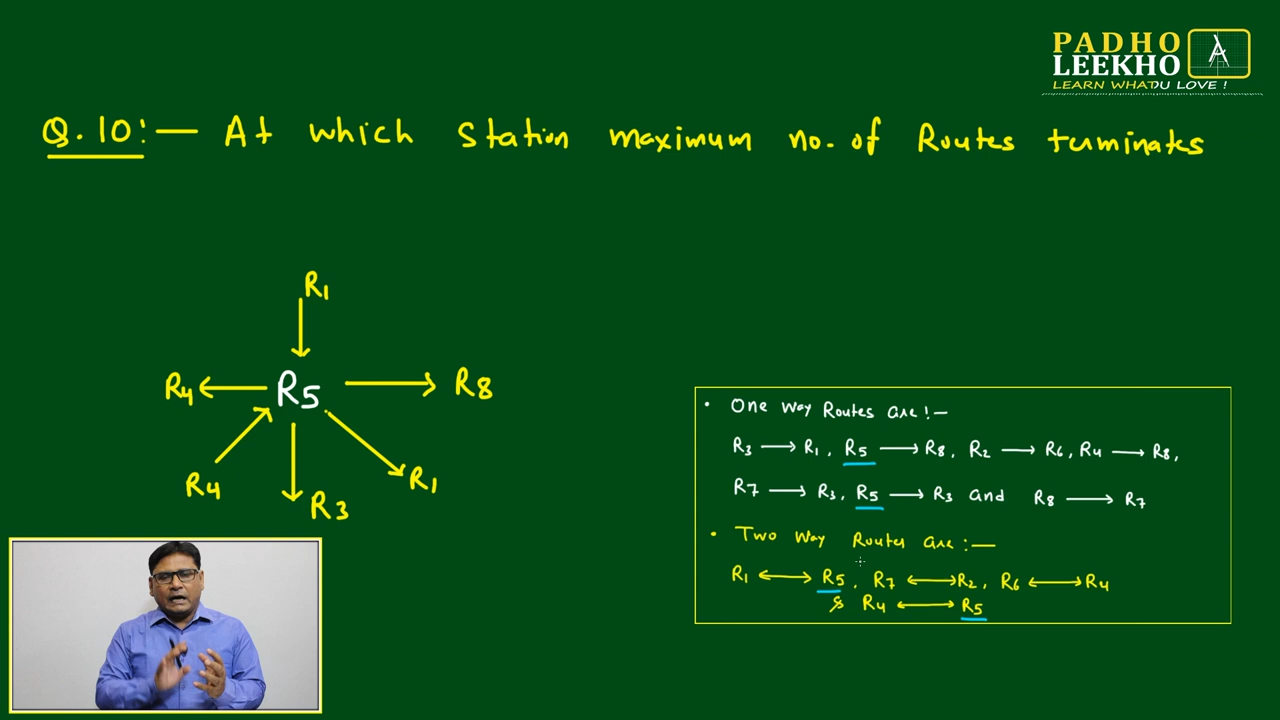 PADHO
LEEKHO
LEARN WHATDU LOVE !
Q. 10:— At which Station maximum no. of Routes terminates
R1
R4 ← R5 → R8
R4
R3
R1
• One Way Routes are:—
R3 → R1, R5 → R8, R2 → R6, R4 → R8,
R7 → R3, R5 → R3 and R8 → R7
• Two Way Routes are:—
R1 ↔ R5, R7 ↔ R2, R6 ↔ R4
& R4 ↔ R5